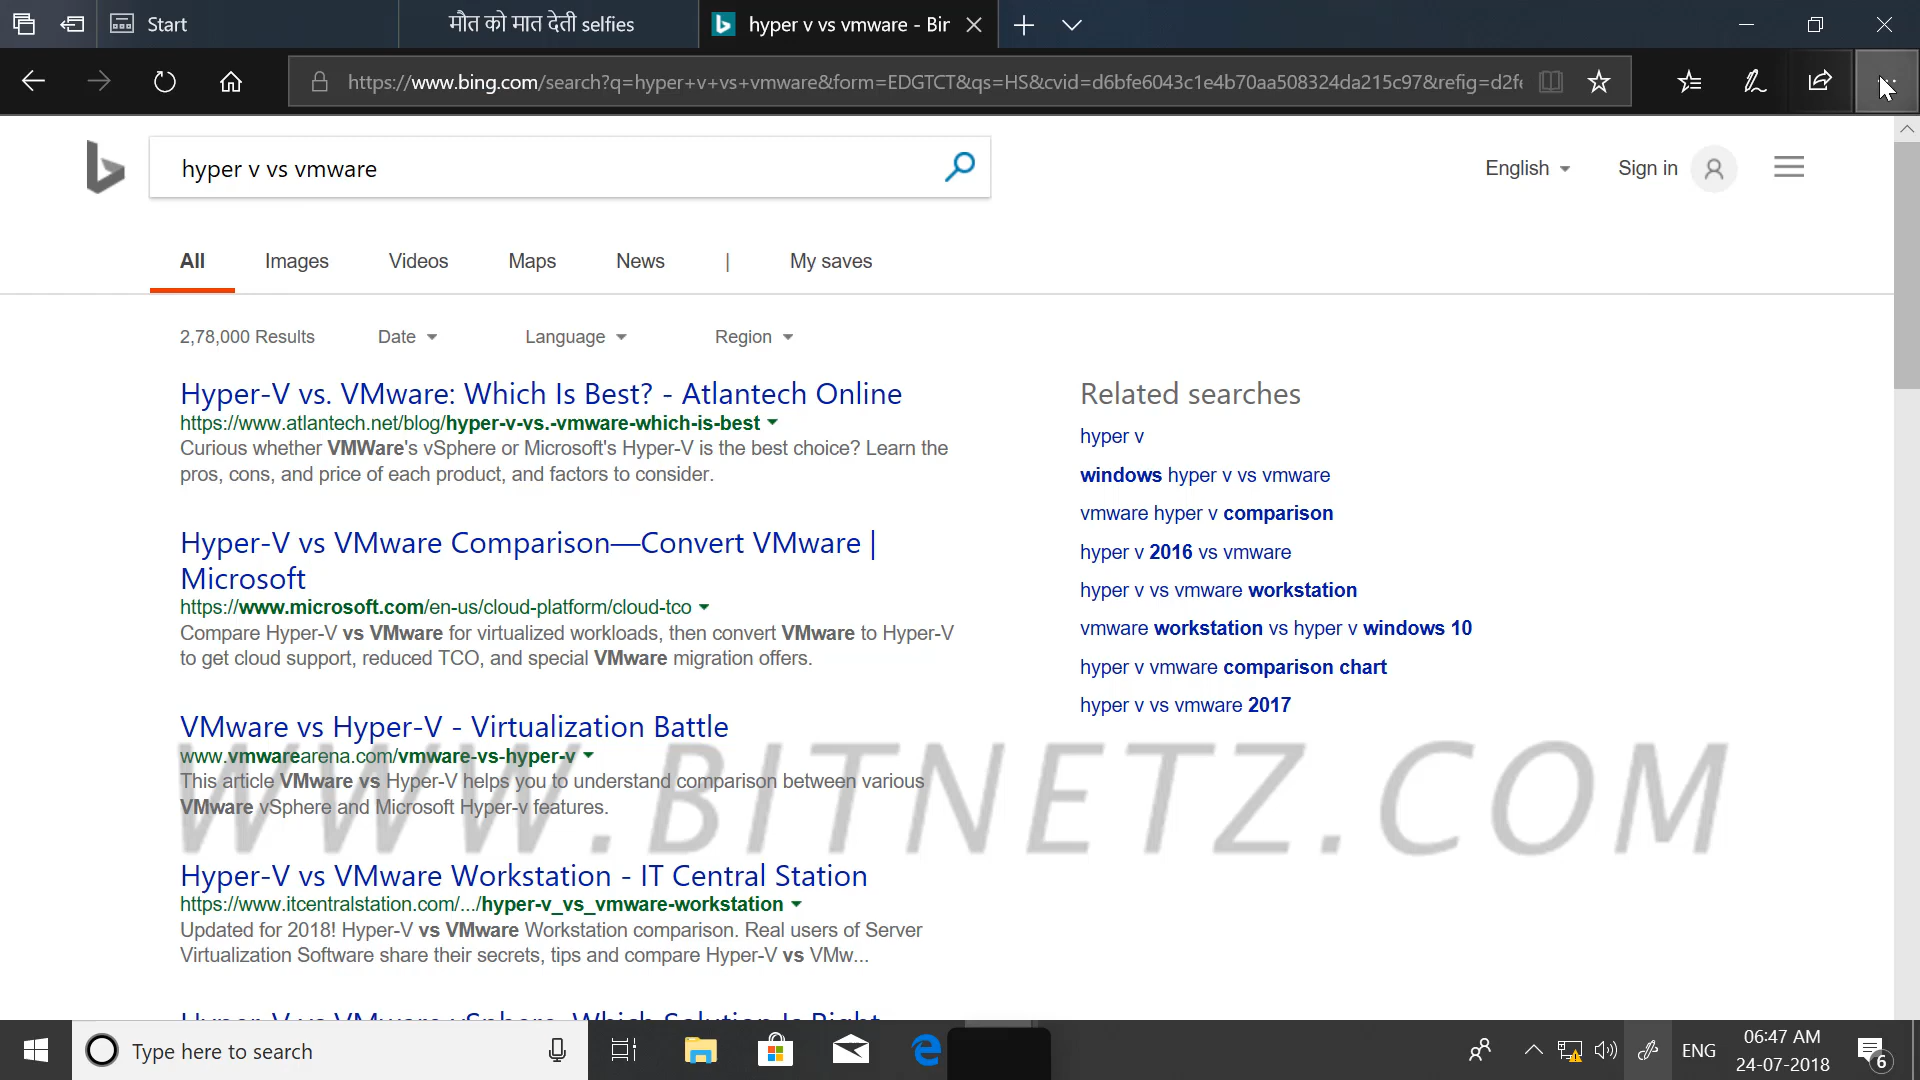 Start
मौत को मात देती selfies
hyper v vs vmware - Bin
https://www.bing.com/search?q=hyper+v+vs+vmware&form=EDGTCT&qs=HS&cvid=d6bfe6043c1e4b70aa508324da215c97&refig=d2f
hyper v vs vmware
English
Sign in
All Images Videos Maps News | My saves
2,78,000 Results Date Language Region
Hyper-V vs. VMware: Which Is Best? - Atlantech Online
https://www.atlantech.net/blog/hyper-v-vs.-vmware-which-is-best
Curious whether VMWare's vSphere or Microsoft's Hyper-V is the best choice? Learn the
pros, cons, and price of each product, and factors to consider.
Hyper-V vs VMware Comparison—Convert VMware |
Microsoft
https://www.microsoft.com/en-us/cloud-platform/cloud-tco
Compare Hyper-V vs VMware for virtualized workloads, then convert VMware to Hyper-V
to get cloud support, reduced TCO, and special VMware migration offers.
VMware vs Hyper-V - Virtualization Battle
www.vmwarearena.com/vmware-vs-hyper-v
This article VMware vs Hyper-V helps you to understand comparison between various
VMware vSphere and Microsoft Hyper-v features.
Hyper-V vs VMware Workstation - IT Central Station
https://www.itcentralstation.com/.../hyper-v_vs_vmware-workstation
Updated for 2018! Hyper-V vs VMware Workstation comparison. Real users of Server
Virtualization Software share their secrets, tips and compare Hyper-V vs VMw...
Hyper-V vs VMware vSphere, Which Solution Is Right
Related searches
hyper v
windows hyper v vs vmware
vmware hyper v comparison
hyper v 2016 vs vmware
hyper v vs vmware workstation
vmware workstation vs hyper v windows 10
hyper v vmware comparison chart
hyper v vs vmware 2017
WWW.BITNETZ.COM
Type here to search
ENG
06:47 AM
24-07-2018
6